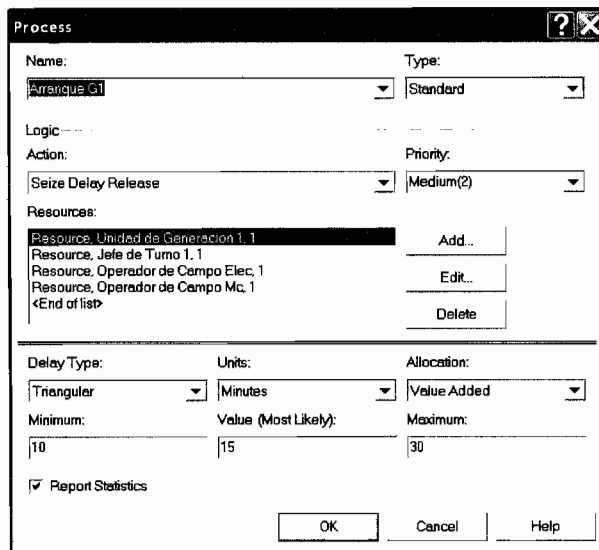 Process
Name: Type:
Arranque G1 Standard
Logic
Action: Priority:
Seize Delay Release Medium(2)
Resources:
Resource, Unidad de Generacion 1, 1
Resource, Jefe de Turno 1, 1
Resource, Operador de Campo Elec, 1
Resource, Operador de Campo Mc, 1
<End of list>
Add...
Edit...
Delete
Delay Type: Units: Allocation:
Triangular Minutes Value Added
Minimum: Value (Most Likely): Maximum:
10 15 30
Report Statistics
OK Cancel Help